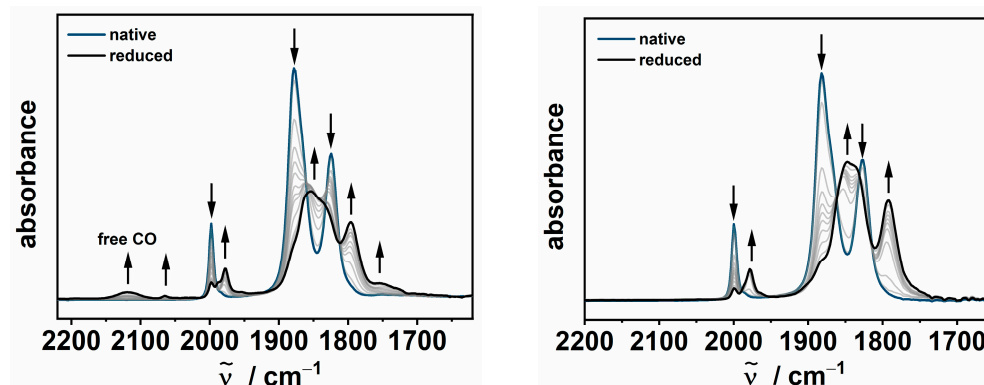 native
reduced
free CO
absorbance
2200 2100 2000 1900 1800 1700
ν̃ / cm⁻¹
native
reduced
absorbance
2200 2100 2000 1900 1800 1700
ν̃ / cm⁻¹